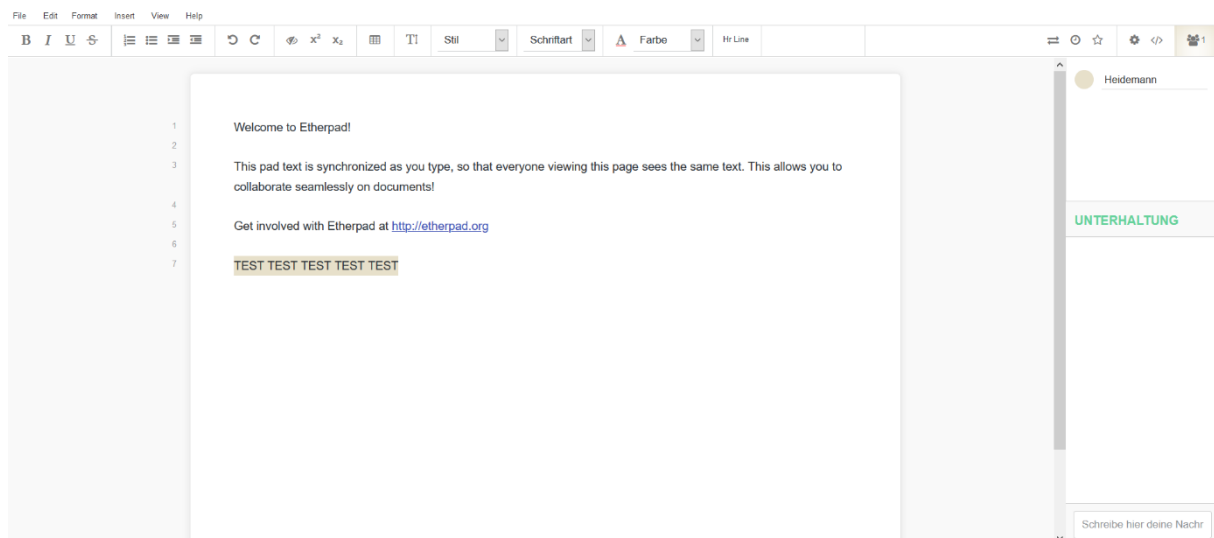 File Edit Format Insert View Help
B I U S x² x₂ TI Stil Schriftart A Farbe Hr Line </> 1
Heidemann
1 Welcome to Etherpad!
2
3 This pad text is synchronized as you type, so that everyone viewing this page sees the same text. This allows you to
collaborate seamlessly on documents!
4
5 Get involved with Etherpad at http://etherpad.org
6
7 TEST TEST TEST TEST TEST
UNTERHALTUNG
Schreibe hier deine Nachr